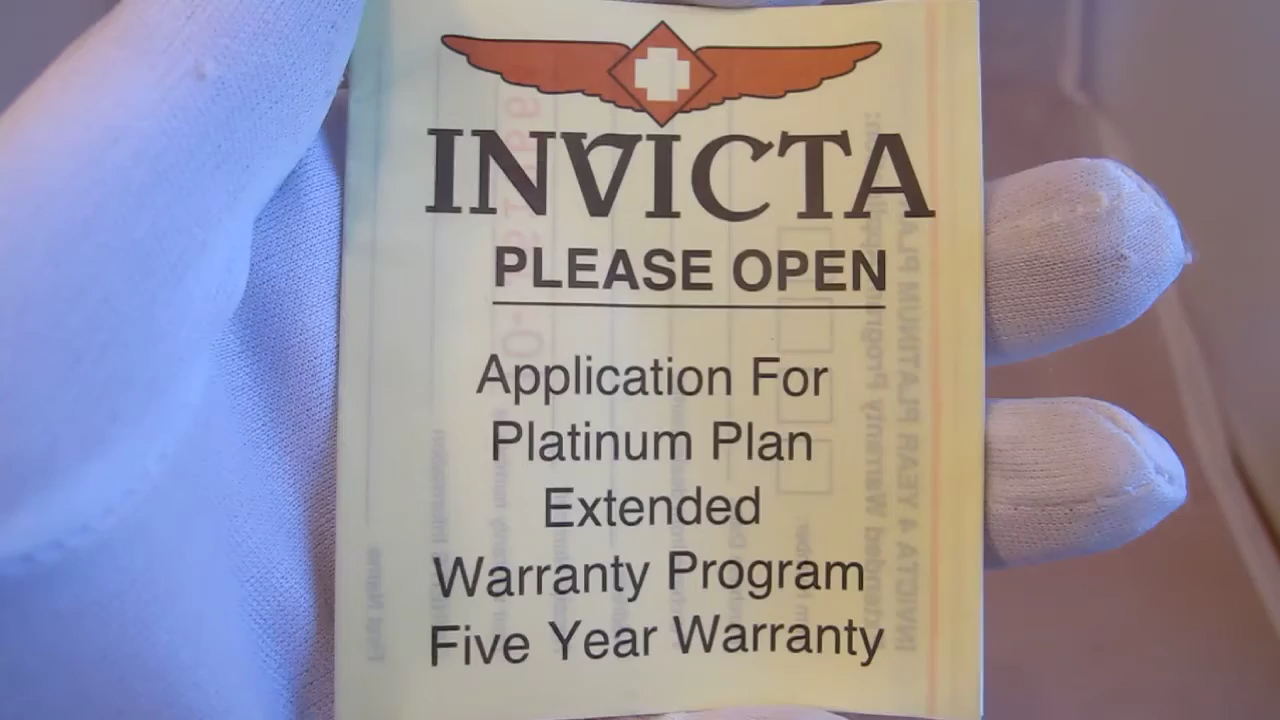 INVICTA
PLEASE OPEN
Application For
Platinum Plan
Extended
Warranty Program
Five Year Warranty